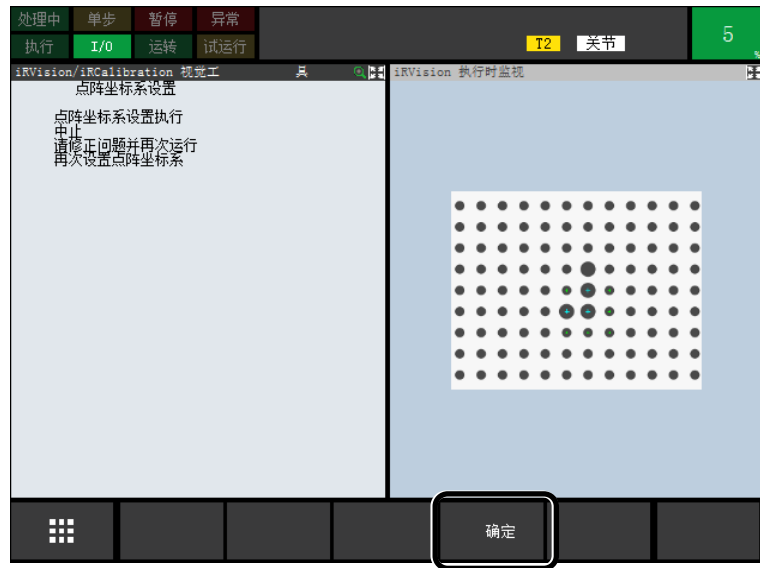 处理中 单步 暂停 异常
执行 I/O 运转 试运行
T2 关节
5
%
iRVision/iRCalibration 视觉工 具
iRVision 执行时监视
点阵坐标系设置
点阵坐标系设置执行
中止
请修正问题并再次运行
再次设置点阵坐标系
确定